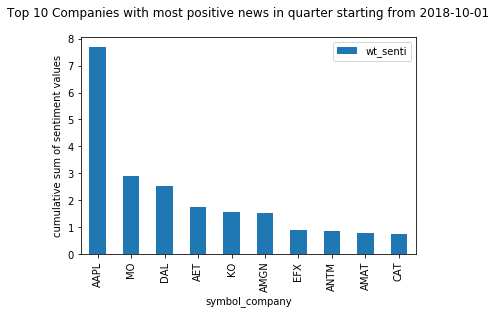 Top 10 Companies with most positive news in quarter starting from 2018-10-01
wt_senti
cumulative sum of sentiment values
8
7
6
5
4
3
2
1
0
AAPL
MO
DAL
AET
KO
AMGN
EFX
ANTM
AMAT
CAT
symbol_company